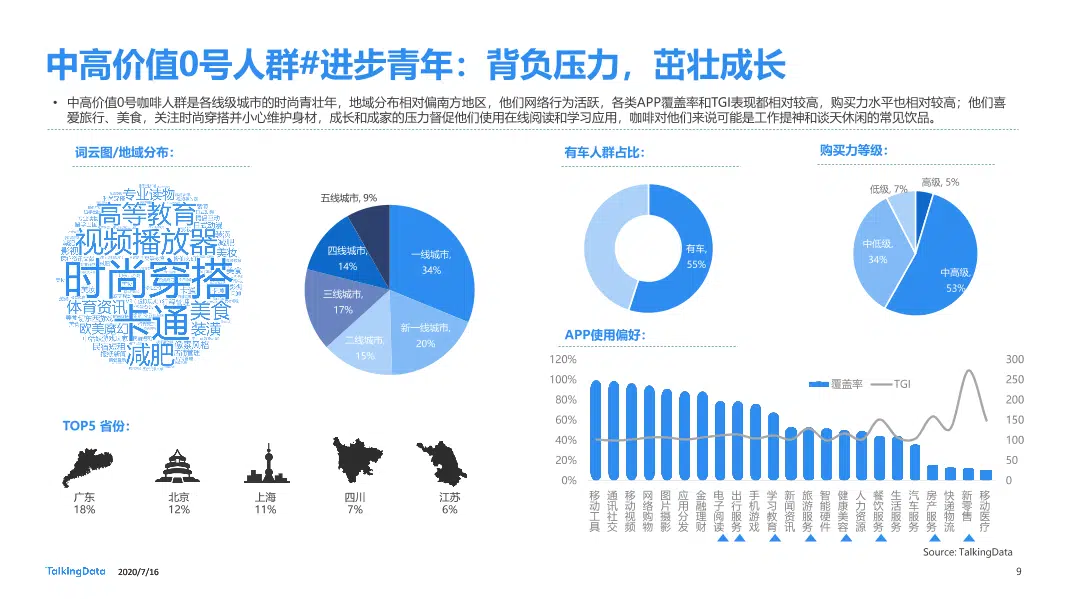 中高价值0号人群#进步青年：背负压力，茁壮成长
• 中高价值0号咖啡人群是各线级城市的时尚青壮年，地域分布相对偏南方地区，他们网络行为活跃，各类APP覆盖率和TGI表现都相对较高，购买力水平也相对较高；他们喜
爱旅行、美食，关注时尚穿搭并小心维护身材，成长和成家的压力督促他们使用在线阅读和学习应用，咖啡对他们来说可能是工作提神和谈天休闲的常见饮品。
词云图/地域分布：
专业读物
高等教育
视频播放器
影视
美妆
时尚穿搭
体育资讯
美食
卡通
欧美魔幻
装潢
减肥
五线城市, 9%
四线城市,
14%
三线城市,
17%
二线城市,
15%
新一线城市,
20%
一线城市,
34%
有车人群占比：
有车,
55%
购买力等级：
低级, 7%
高级, 5%
中低级,
34%
中高级,
53%
TOP5 省份：
广东
18%
北京
12%
上海
11%
四川
7%
江苏
6%
APP使用偏好：
覆盖率
TGI
120%
100%
80%
60%
40%
20%
0%
300
250
200
150
100
50
0
移动工具
通讯社交
移动视频
网络购物
图片摄影
应用分发
金融理财
电子阅读
出行服务
手机游戏
学习教育
新闻资讯
旅游服务
智能硬件
健康美容
人力资源
餐饮服务
生活服务
汽车服务
房产服务
快递物流
新零售
移动医疗
Source: TalkingData
TalkingData
2020/7/16
9